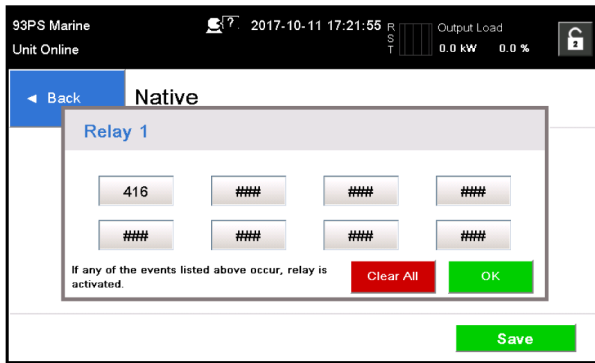 93PS Marine
? 2017-10-11 17:21:55
R
S
T
Output Load
Unit Online
0.0 kW 0.0 %
2
◄ Back
Native
Relay 1
416 ### ### ###
### ### ### ###
If any of the events listed above occur, relay is
activated.
Clear All
OK
Save